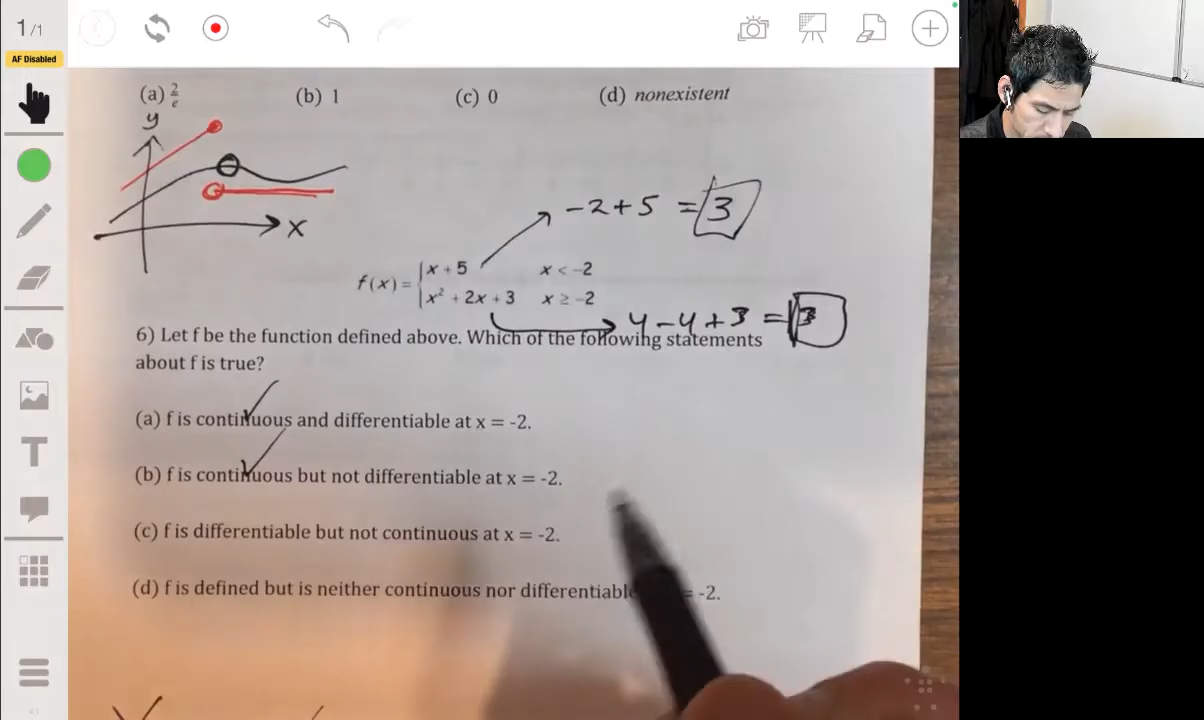 1/1
AF Disabled
(a) 2/e (b) 1 (c) 0 (d) nonexistent
y
x
-2+5 = 3
f(x) = { x + 5 x < -2
x² + 2x + 3 x ≥ -2
4-4+3 = 3
6) Let f be the function defined above. Which of the following statements
about f is true?
(a) f is continuous and differentiable at x = -2.
(b) f is continuous but not differentiable at x = -2.
(c) f is differentiable but not continuous at x = -2.
(d) f is defined but is neither continuous nor differentiabl = -2.
T